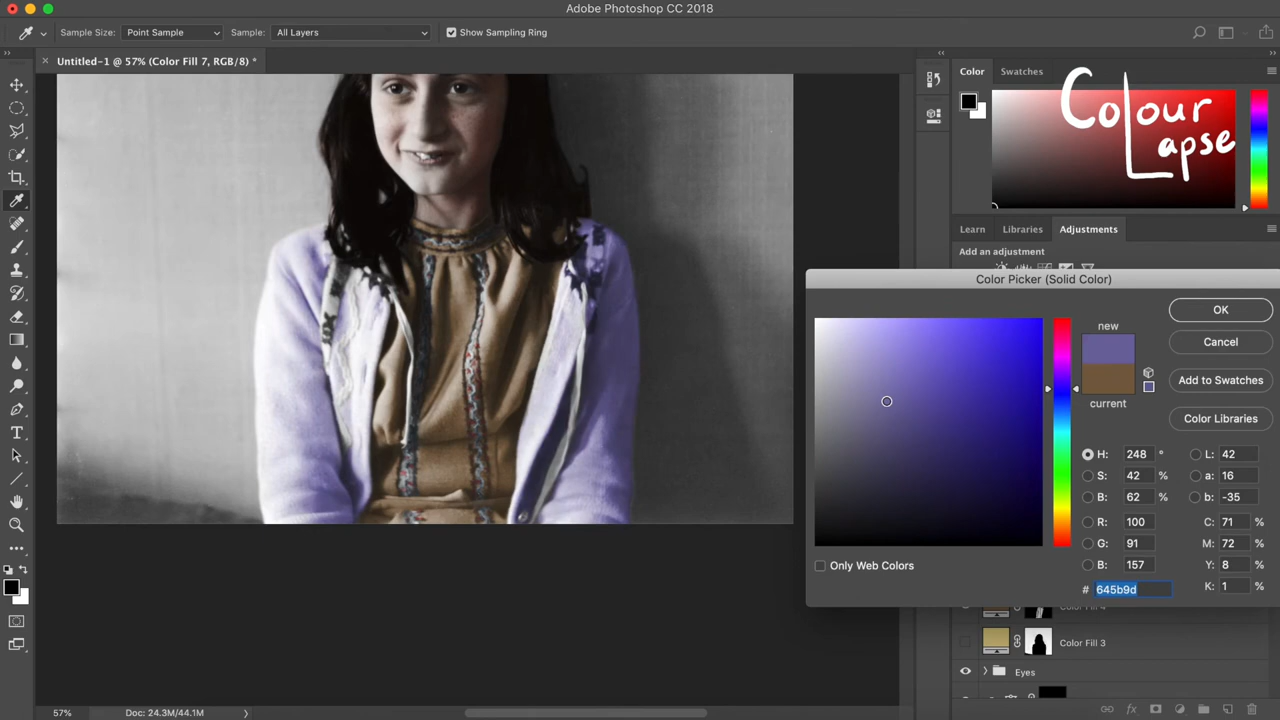 Adobe Photoshop CC 2018
Sample Size: Point Sample Sample: All Layers Show Sampling Ring
Untitled-1 @ 57% (Color Fill 7, RGB/8) *
Color Swatches
Colour
Lapse
Learn Libraries Adjustments
Add an adjustment
Color Picker (Solid Color)
new
current
OK
Cancel
Add to Swatches
Color Libraries
H: 248 °
S: 42 %
B: 62 %
R: 100
G: 91
B: 157
L: 42
a: 16
b: -35
C: 71 %
M: 72 %
Y: 8 %
K: 1 %
Only Web Colors
# 645b9d
Color Fill 4
Color Fill 3
Eyes
57% Doc: 24.3M/44.1M